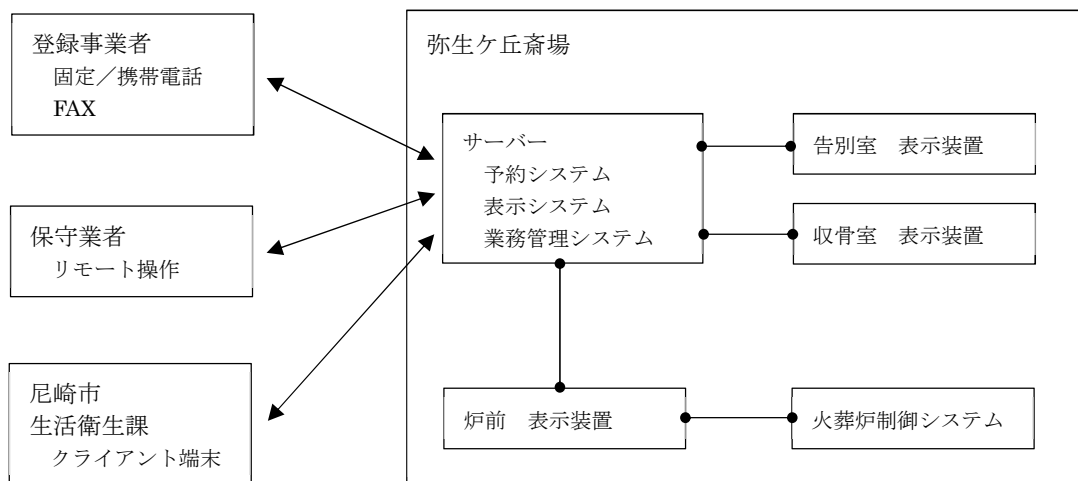 登録事業者
固定／携帯電話
FAX
保守業者
リモート操作
尼崎市
生活衛生課
クライアント端末
弥生ケ丘斎場
サーバー
予約システム
表示システム
業務管理システム
告別室　表示装置
収骨室　表示装置
炉前　表示装置
火葬炉制御システム